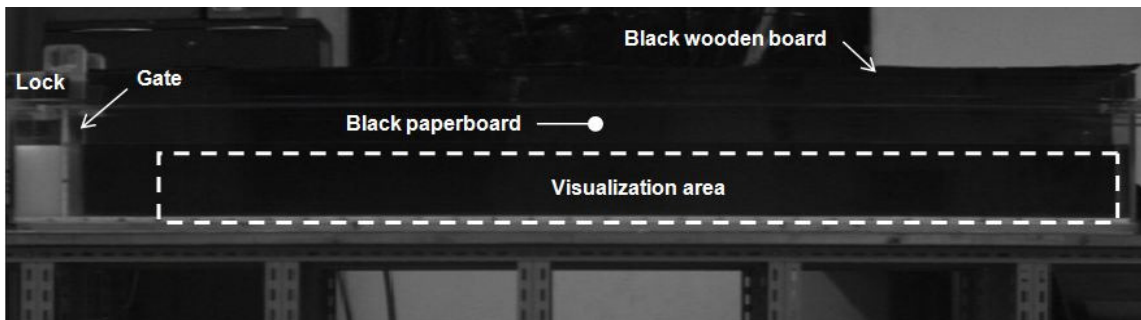 Black wooden board
Lock
Gate
Black paperboard
Visualization area